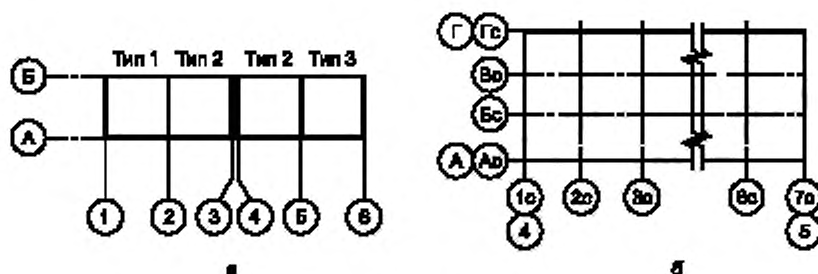 Тип 1 Тип 2 Тип 2 Тип 3
Б
А
1 2 3 4 5 6
Г Гс
Вс
Бс
А Ас
1с 2с 3с 6с 7с
4 5